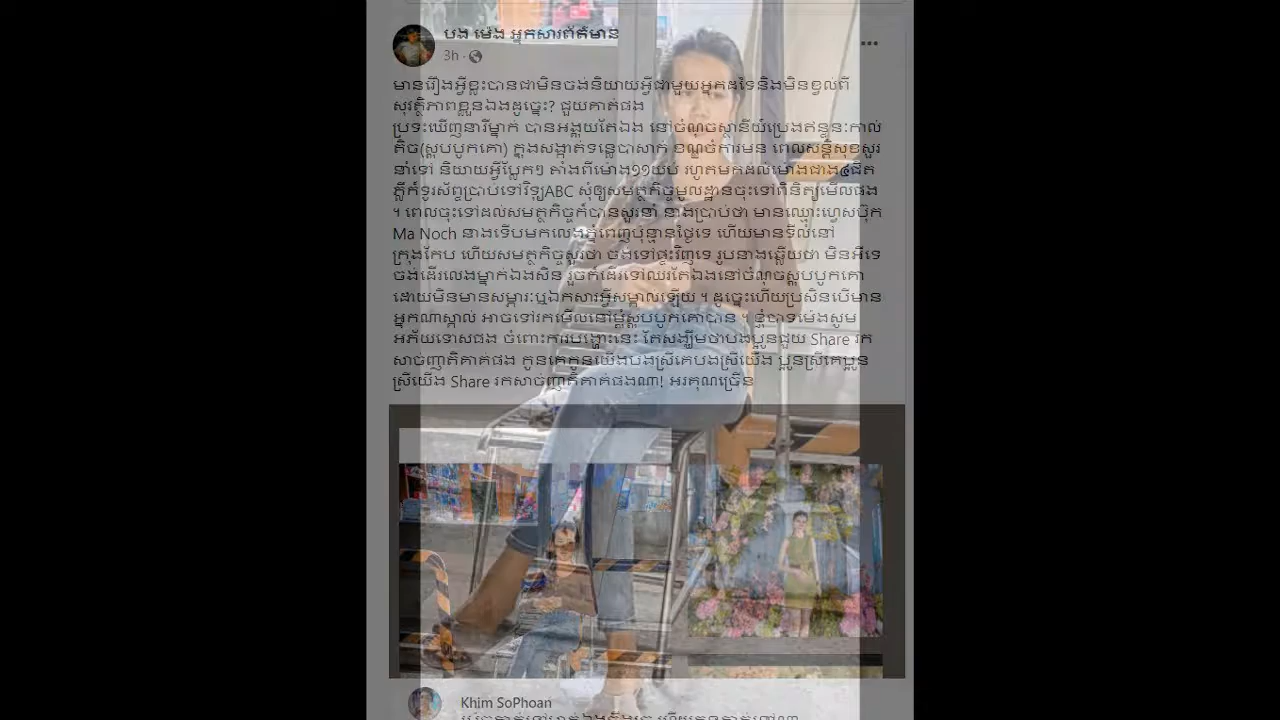 បង ម៉េង អ្នកសារព័ត៌មាន
3h
មានរឿងអ្វីខ្លះបានជាមិនចង់និយាយអ្វីជាមួយអ្នកដទៃនិងមិនខ្វល់ពី
សុវត្ថិភាពខ្លួនឯងដូច្នេះ? ជួយកាត់ផង
ប្រទះឃើញនារីម្នាក់ បានអង្គុយតែឯង នៅចំណុចស្ថានីយ៍ប្រេងឥន្ធនៈកាល់
តិច(ស្តុបបូកគោ) ក្នុងសង្កាត់ទន្លេបាសាក់ ខណ្ឌចំការមន ពេលសន្តិសុខសួរ
នាំទៅ និយាយអ្វីប្លែកៗ តាំងពីម៉ោង១១យប់ រហូតមកដល់ម៉ោងជាង៤ជិត
ភ្លឺក៏ទូរស័ព្ទប្រាប់ទៅវិទ្យុABC សុំឲ្យសមត្ថកិច្ចមូលដ្ឋានចុះទៅពិនិត្យមើលផង
។ ពេលចុះទៅដល់សមត្ថកិច្ចក៏បានសួរនាំ នាងប្រាប់ថា មានឈ្មោះហ្វេសប៊ុក
Ma Noch នាងទើបមកលេងភ្នំពេញប៉ុន្មានថ្ងៃទេ ហើយមានទីលំនៅ
ក្រុងកែប ហើយសមត្ថកិច្ចសួរថា ចង់ទៅផ្ទះវិញទេ រូបនាងឆ្លើយថា មិនអីទេ
ចង់ដើរលេងម្នាក់ឯងសិន រួចក៏ដើរទៅឈរតែឯងនៅចំណុចស្តុបបូកគោ
ដោយមិនមានសម្ភារៈឬឯកសារអ្វីសម្គាល់ឡើយ ។ ដូច្នេះហើយប្រសិនបើមាន
អ្នកណាស្គាល់ អាចទៅរកមើលនៅម្តុំស្តុបបូកគោបាន ។ ខ្ញុំបាទម៉េងសូម
អភ័យទោសផង ចំពោះការបង្ហោះនេះ តែសង្ឃឹមថាបងប្អូនជួយ Share រក
សាច់ញាតិគាត់ផង កូនគេកូនយើងបងស្រីគេបងស្រីយើង ប្អូនស្រីគេប្អូន
ស្រីយើង Share រកសាច់ញាតិគាត់ផងណា! អរគុណច្រើន
Khim SoPhoan